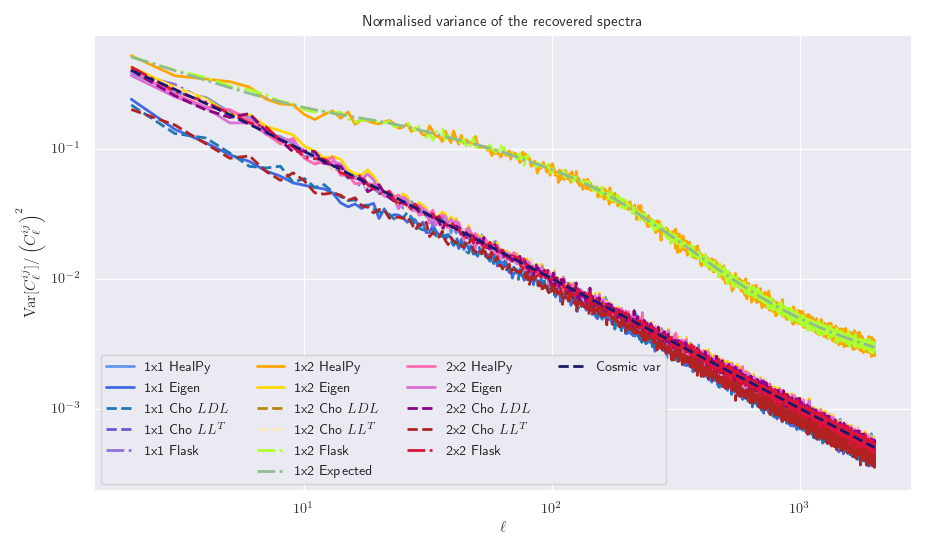 Normalised variance of the recovered spectra
Var[C_ℓ^{ij}]/ (C_ℓ^{ij})^2
10^{-1}
10^{-2}
10^{-3}
1x1 HealPy
1x1 Eigen
1x1 Cho LDL
1x1 Cho LL^T
1x1 Flask
1x2 HealPy
1x2 Eigen
1x2 Cho LDL
1x2 Cho LL^T
1x2 Flask
1x2 Expected
2x2 HealPy
2x2 Eigen
2x2 Cho LDL
2x2 Cho LL^T
2x2 Flask
Cosmic var
10^1
10^2
10^3
ℓ